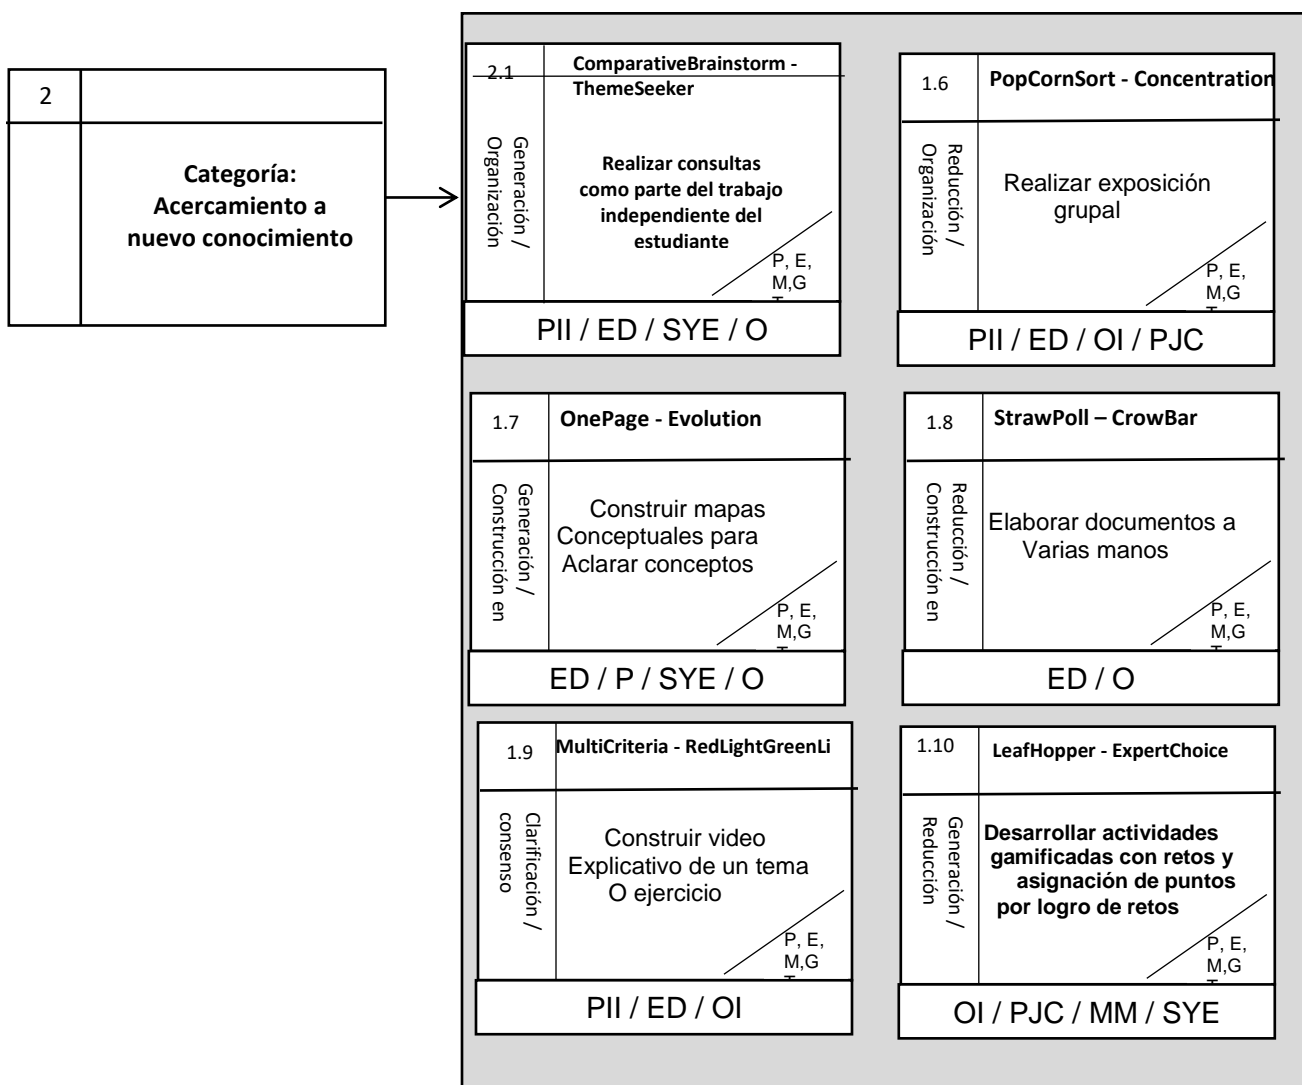 2
Categoría:
Acercamiento a
nuevo conocimiento
2.1
ComparativeBrainstorm -
ThemeSeeker
Generación /
Organización
Realizar consultas
como parte del trabajo
independiente del
estudiante
P, E,
M,G
PII / ED / SYE / O
1.6
PopCornSort - Concentration
Reducción /
Organización
Realizar exposición
grupal
P, E,
M,G
PII / ED / OI / PJC
1.7
OnePage - Evolution
Generación /
Construcción en
Construir mapas
Conceptuales para
Aclarar conceptos
P, E,
M,G
ED / P / SYE / O
1.8
StrawPoll – CrowBar
Reducción /
Construcción en
Elaborar documentos a
Varias manos
P, E,
M,G
ED / O
1.9
MultiCriteria - RedLightGreenLi
Clarificación /
consenso
Construir video
Explicativo de un tema
O ejercicio
P, E,
M,G
PII / ED / OI
1.10
LeafHopper - ExpertChoice
Generación /
Reducción
Desarrollar actividades
gamificadas con retos y
asignación de puntos
por logro de retos
P, E,
M,G
OI / PJC / MM / SYE